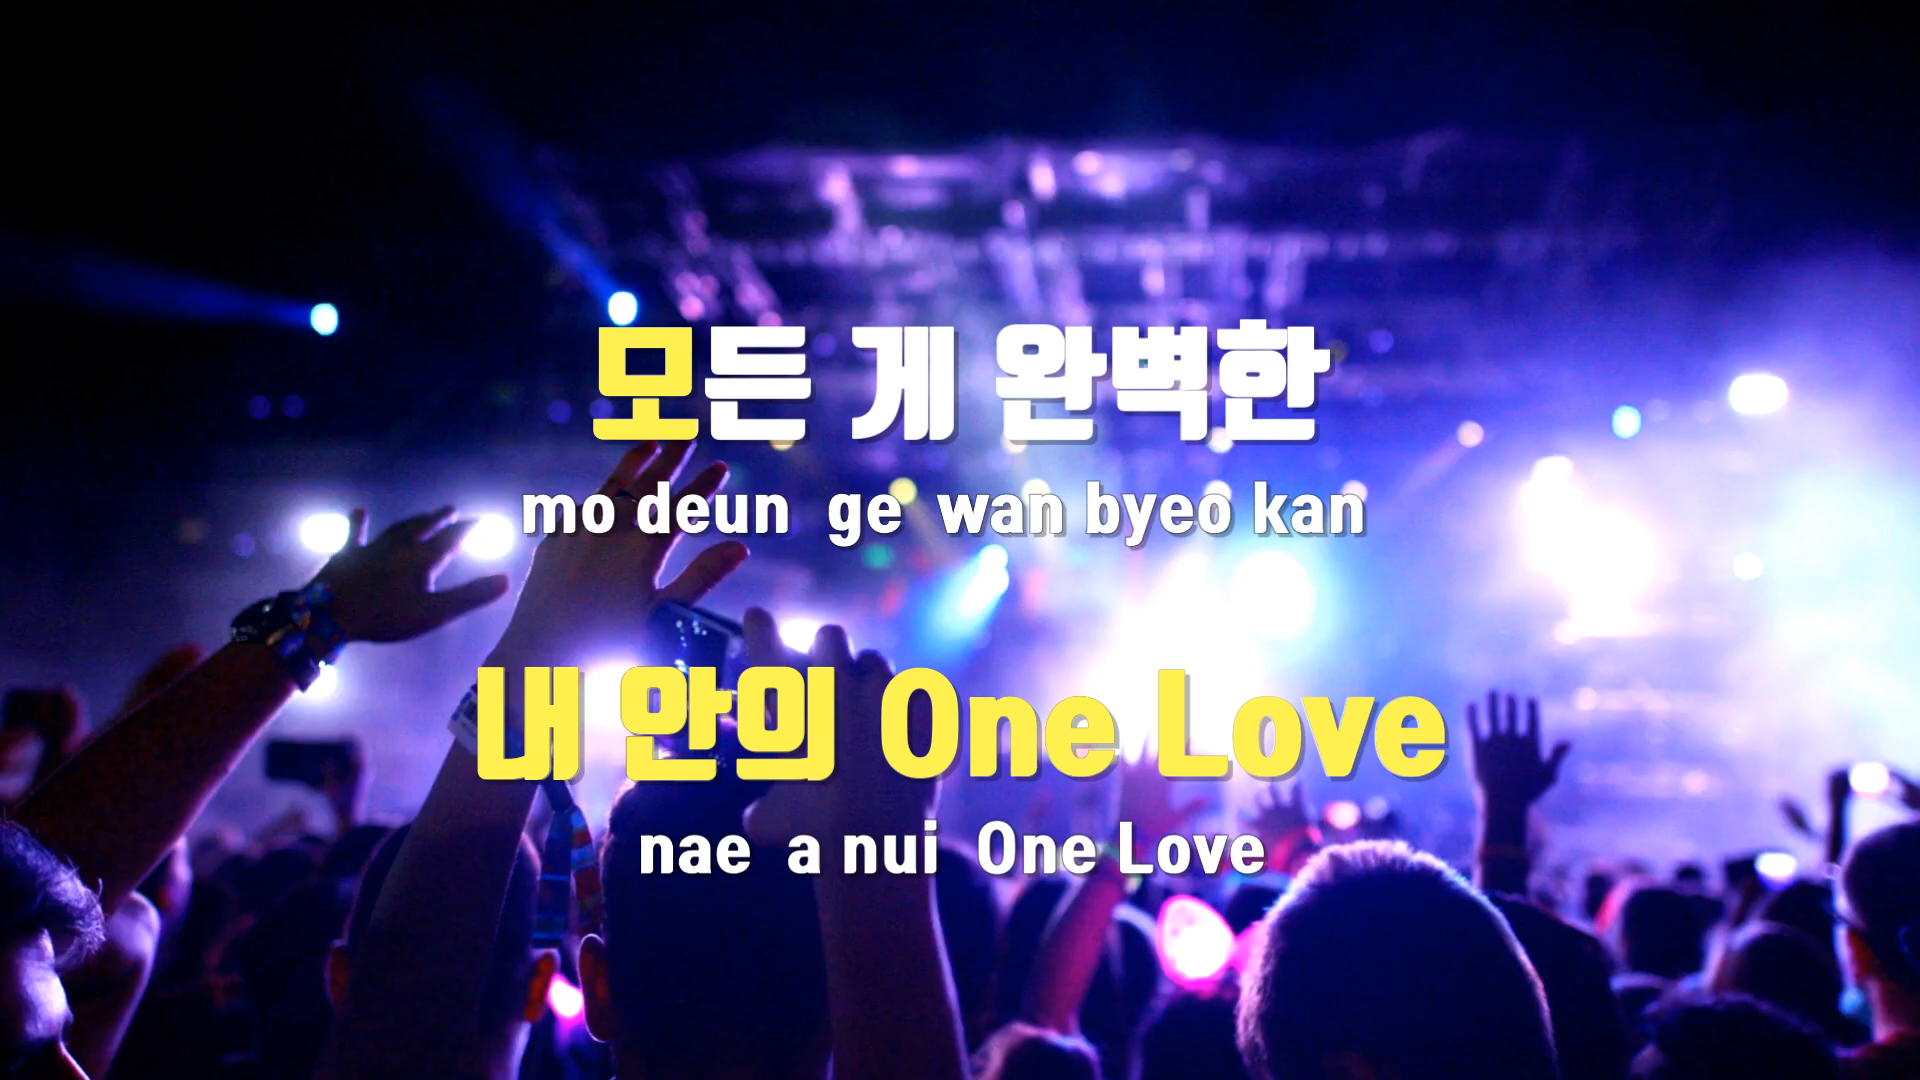 모든 게 완벽한
mo deun ge wan byeo kan
내 안의 One Love
nae a nui One Love